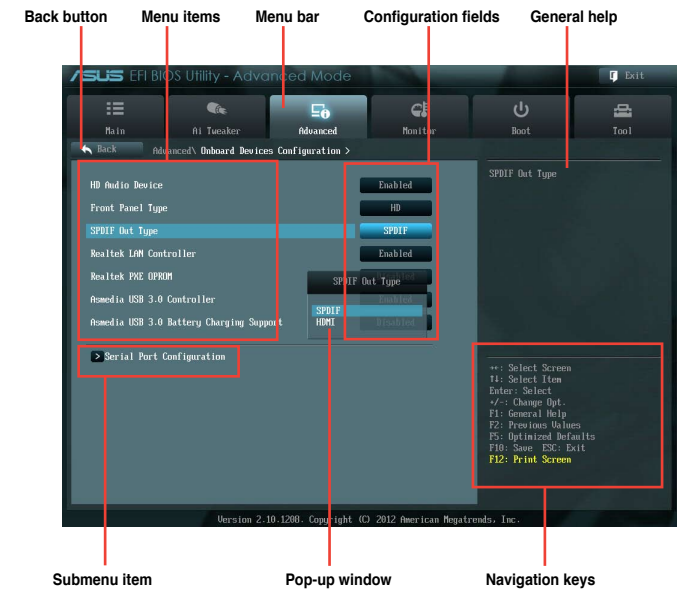 Back button Menu items Menu bar Configuration fields General help
ASUS EFI BIOS Utility - Advanced Mode Exit
Main Ai Tweaker Advanced Monitor Boot Tool
Back Advanced\ Onboard Devices Configuration >
SPDIF Out Type
HD Audio Device Enabled
Front Panel Type HD
SPDIF Out Type SPDIF
Realtek LAN Controller Enabled
Realtek PXE OPROM
SPDIF Out Type
Asmedia USB 3.0 Controller Enabled
SPDIF
HDMI
Asmedia USB 3.0 Battery Charging Support Disabled
> Serial Port Configuration
→←: Select Screen
↑↓: Select Item
Enter: Select
+/-: Change Opt.
F1: General Help
F2: Previous Values
F5: Optimized Defaults
F10: Save ESC: Exit
F12: Print Screen
Version 2.10.1208. Copyright (C) 2012 American Megatrends, Inc.
Submenu item Pop-up window Navigation keys